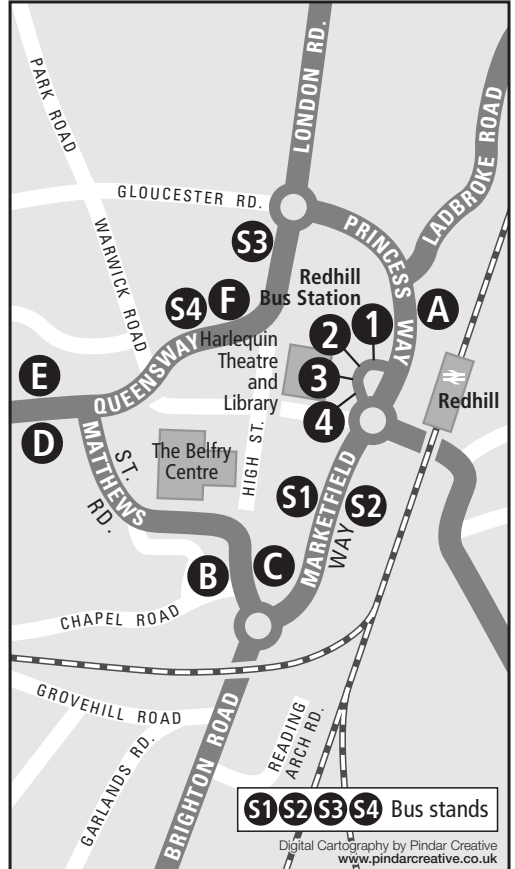 LONDON RD.
PARK ROAD
LADBROKE ROAD
GLOUCESTER RD.
PRINCESS WAY
S3
WARWICK ROAD
Redhill
Bus Station
S4
F
A
1
2
3
4
Harlequin
Theatre
and
Library
QUEENSWAY
E
D
Redhill
HIGH ST.
The Belfry
Centre
ST.
MATTHEWS
RD.
S1
S2
MARKETFIELD
WAY
B
C
CHAPEL ROAD
GROVEHILL ROAD
GARLANDS RD.
BRIGHTON ROAD
READING
ARCH RD.
S1 S2 S3 S4 Bus stands
Digital Cartography by Pindar Creative
www.pindarcreative.co.uk